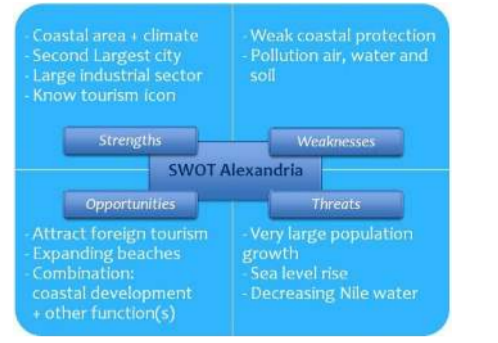 - Coastal area + climate
- Second Largest city
- Large industrial sector
- Know tourism icon
- Weak coastal protection
- Pollution air, water and
soil
Strengths
Weaknesses
SWOT Alexandria
Opportunities
Threats
- Attract foreign tourism
- Expanding beaches
- Combination:
coastal development
+ other function(s)
- Very large population
growth
- Sea level rise
- Decreasing Nile water